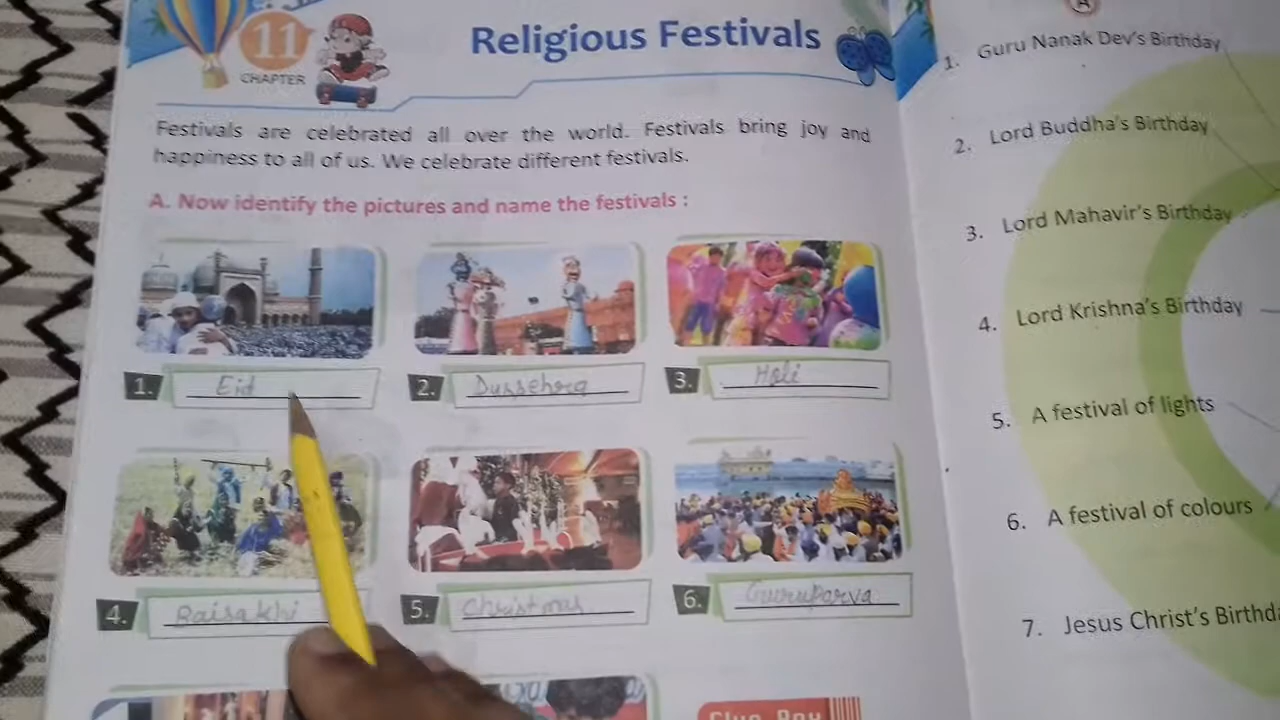 11
CHAPTER
Religious Festivals
Festivals are celebrated all over the world. Festivals bring joy and
happiness to all of us. We celebrate different festivals.
A. Now identify the pictures and name the festivals :
1. Eid
2. Dussehra
3. Holi
4. Baisakhi
5. Christmas
6. Guruparva
A
1. Guru Nanak Dev's Birthday
2. Lord Buddha's Birthday
3. Lord Mahavir's Birthday
4. Lord Krishna's Birthday
5. A festival of lights
6. A festival of colours
7. Jesus Christ's Birthda